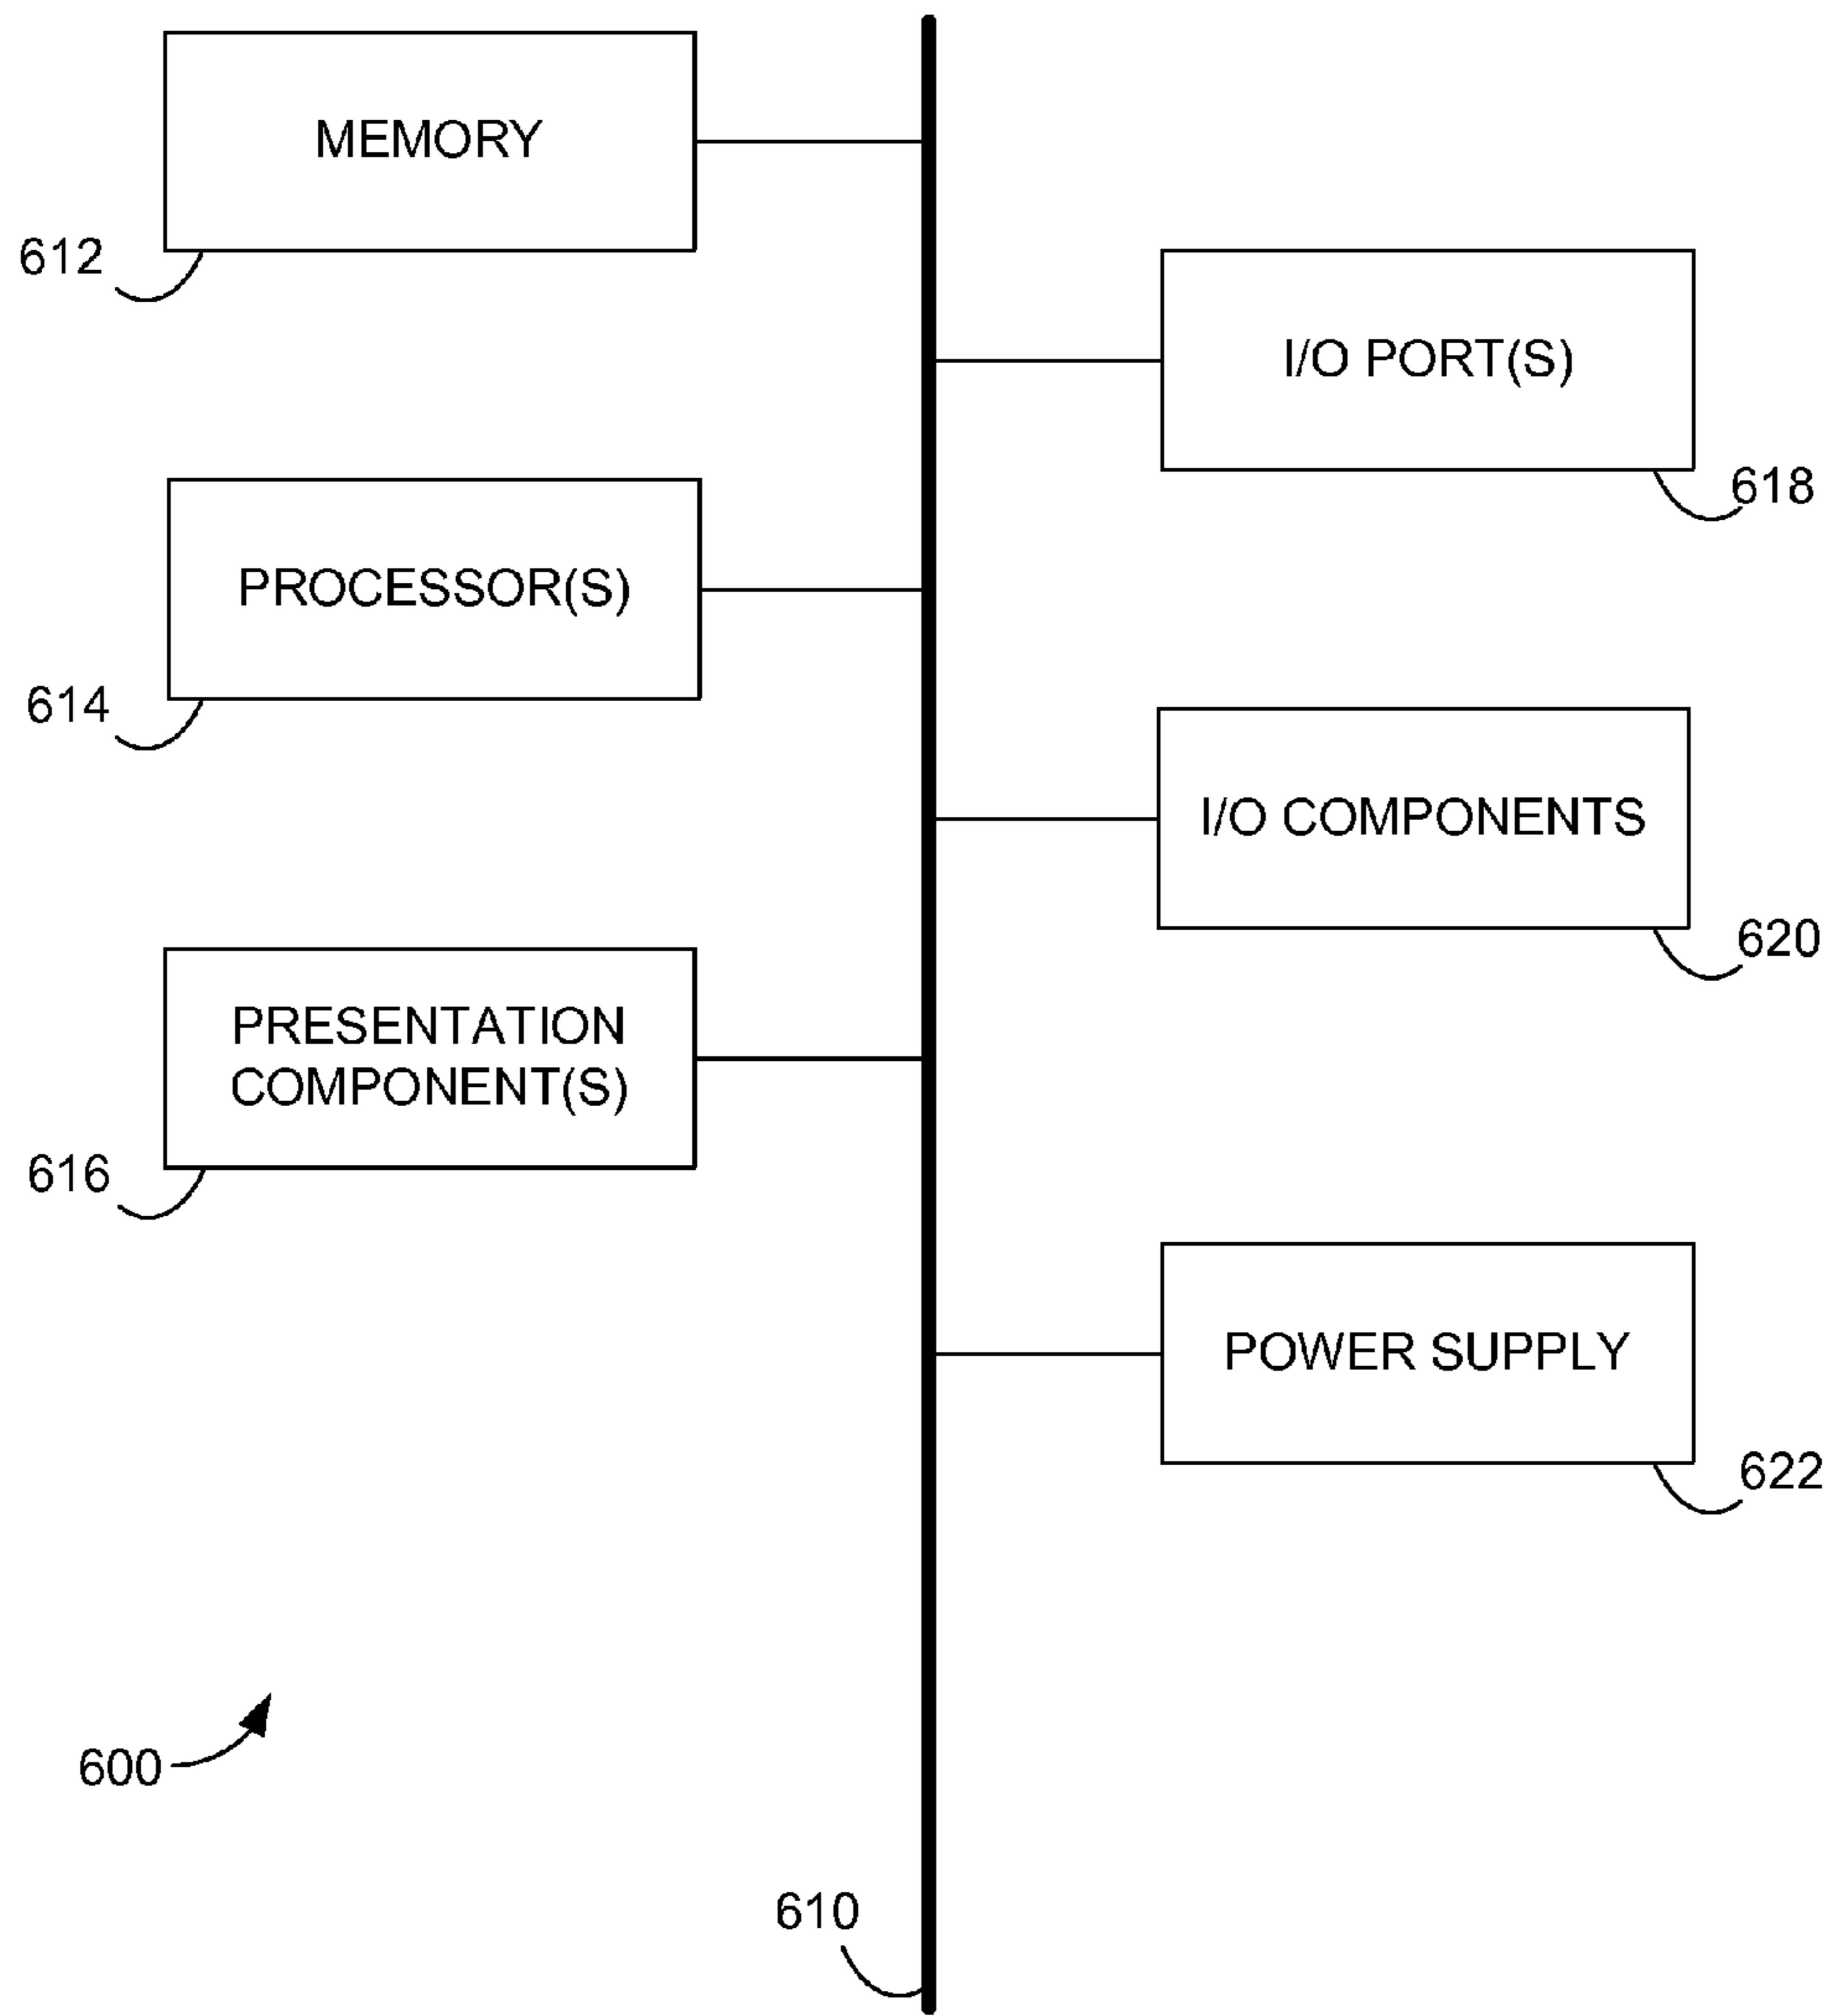 MEMORY
612
I/O PORT(S)
618
PROCESSOR(S)
614
I/O COMPONENTS
620
PRESENTATION
COMPONENT(S)
616
POWER SUPPLY
622
600
610